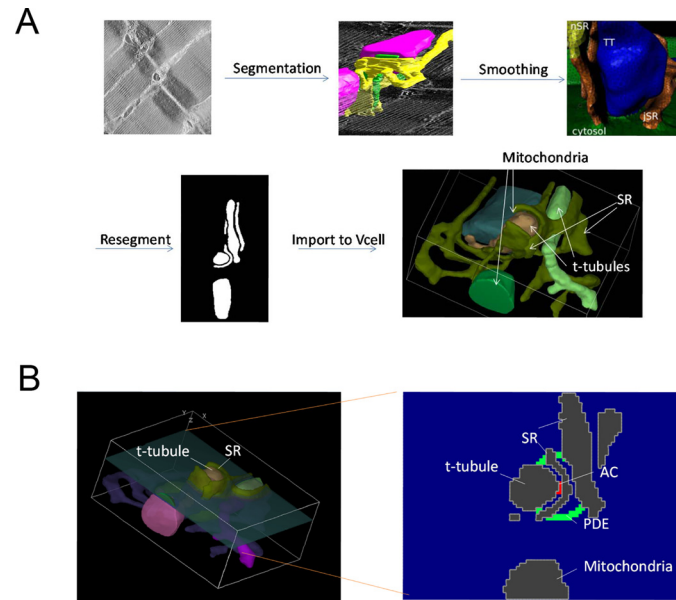 A
Segmentation
Smoothing
nSR
TT
jSR
cytosol
Resegment
Import to Vcell
Mitochondria
SR
t-tubules
B
Y
X
Z
t-tubule
SR
SR
t-tubule
AC
PDE
Mitochondria